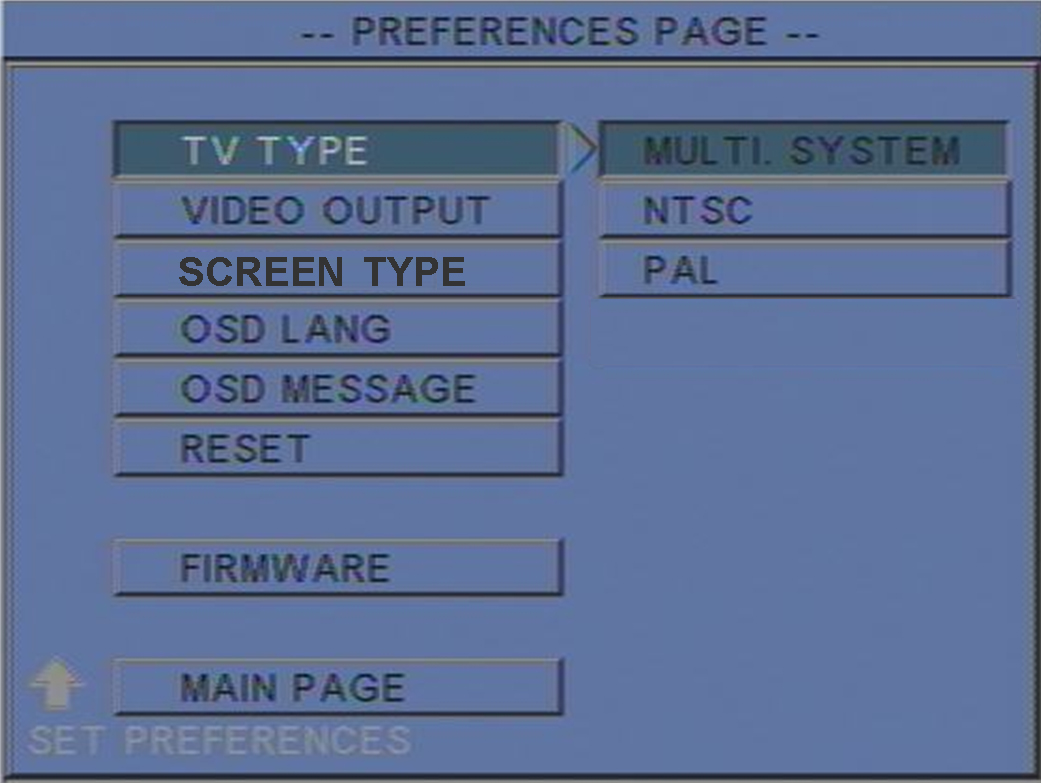 -- PREFERENCES PAGE --
TV TYPE
MULTI. SYSTEM
VIDEO OUTPUT
NTSC
SCREEN TYPE
PAL
OSD LANG
OSD MESSAGE
RESET
FIRMWARE
MAIN PAGE
SET PREFERENCES